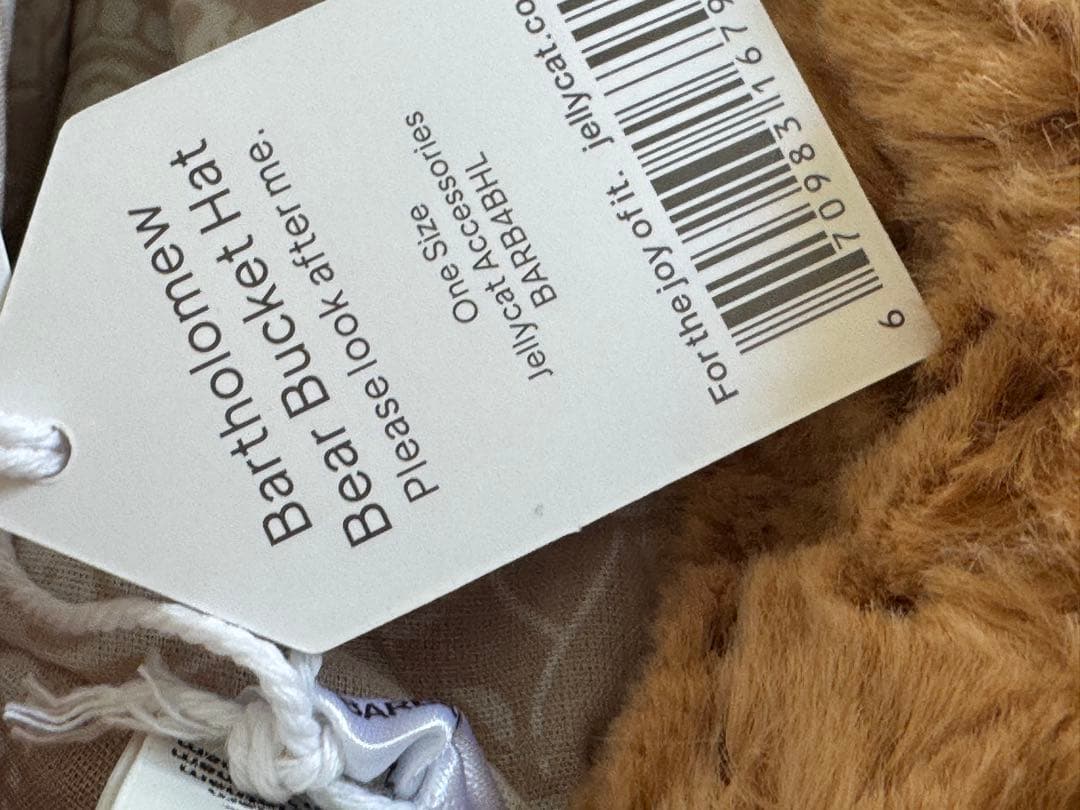 Bartholomew
Bear Bucket Hat
Please look after me.
One Size
Jellycat Accessories
BARB4BHL
For the joy of it. jellycat.co
6 70983 1679